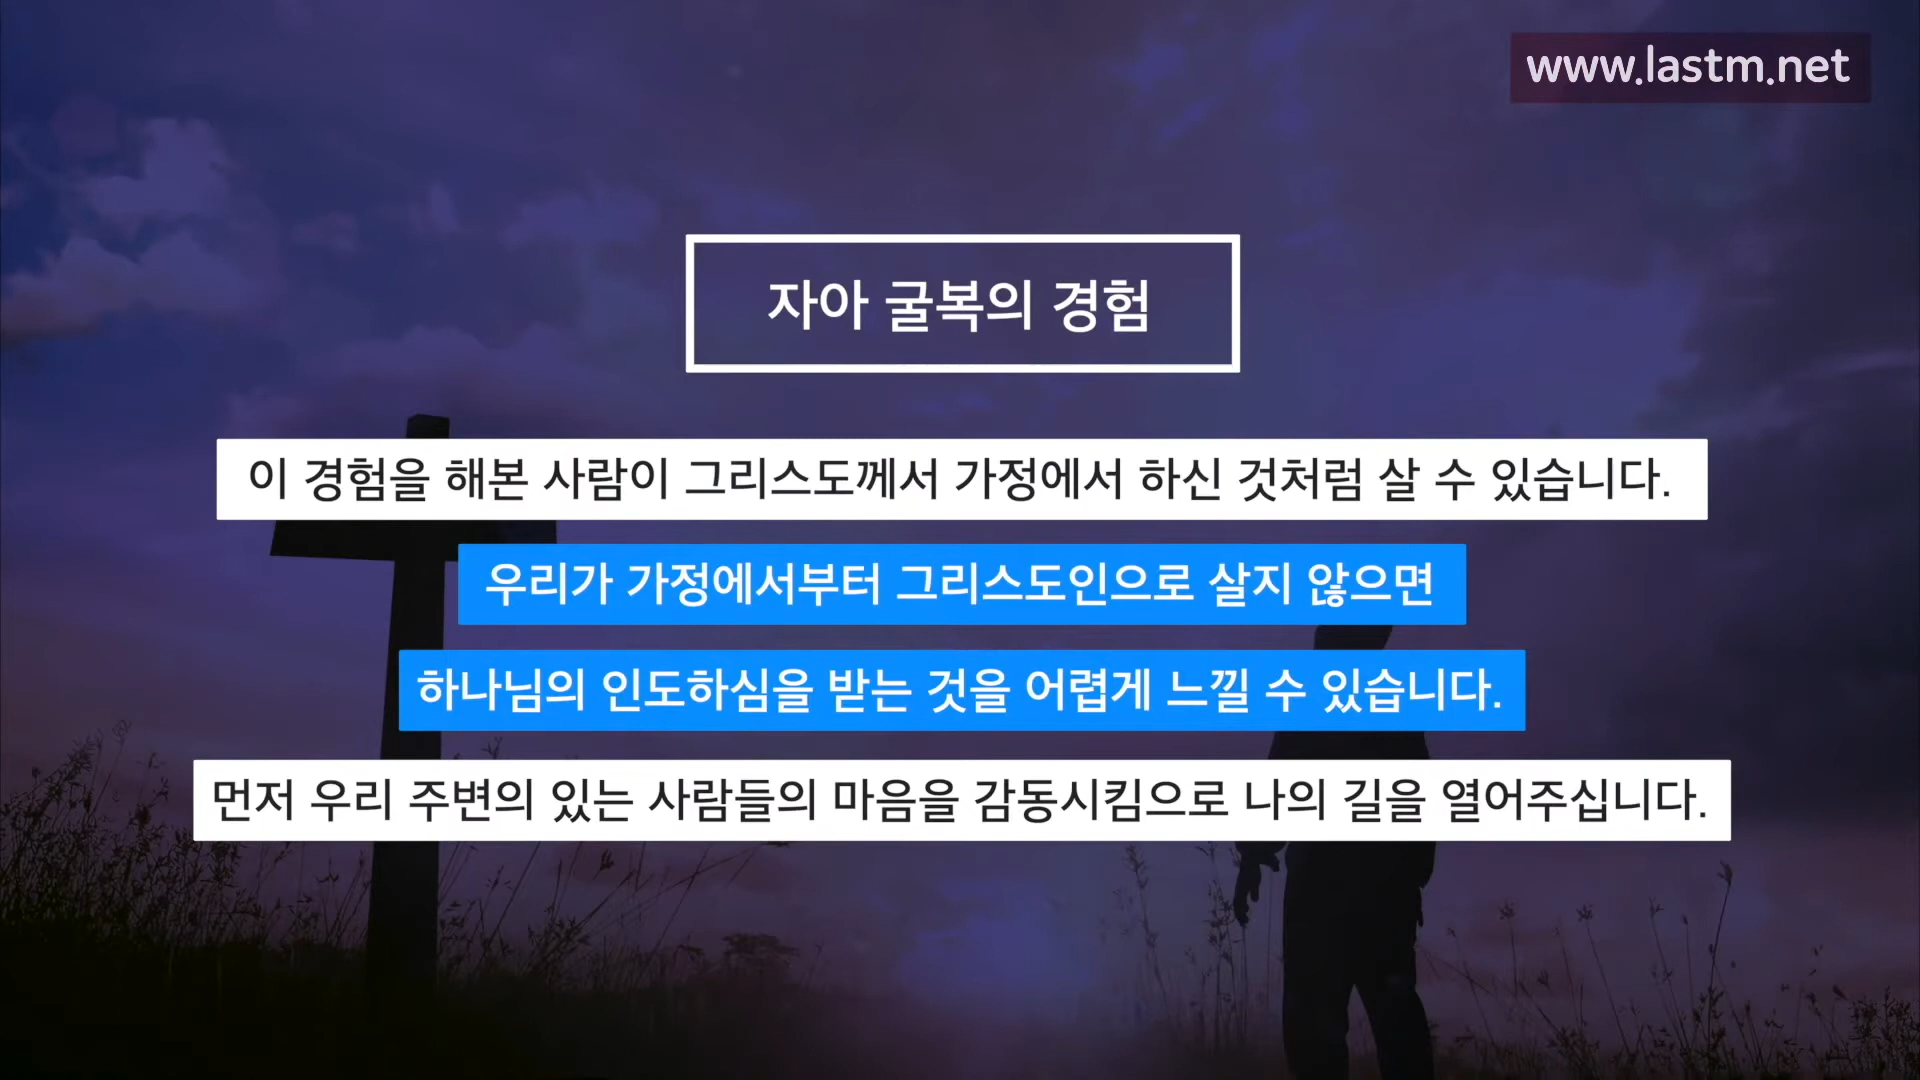 www.lastm.net
자아 굴복의 경험
이 경험을 해본 사람이 그리스도께서 가정에서 하신 것처럼 살 수 있습니다.
우리가 가정에서부터 그리스도인으로 살지 않으면
하나님의 인도하심을 받는 것을 어렵게 느낄 수 있습니다.
먼저 우리 주변의 있는 사람들의 마음을 감동시킴으로 나의 길을 열어주십니다.